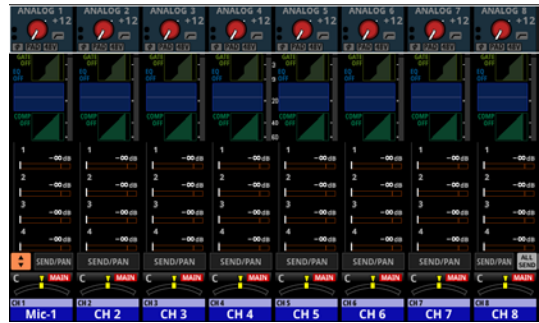 ANALOG 1 ANALOG 2 ANALOG 3 ANALOG 4 ANALOG 5 ANALOG 6 ANALOG 7 ANALOG 8
+12 +12 +12 +12 +12 +12 +12 +12
Ø PAD 48V Ø PAD 48V Ø PAD 48V Ø PAD 48V Ø PAD 48V Ø PAD 48V Ø PAD 48V Ø PAD 48V
GATE OFF GATE OFF GATE OFF GATE OFF GATE OFF GATE OFF GATE OFF GATE OFF
EQ OFF EQ OFF EQ OFF EQ OFF EQ OFF EQ OFF EQ OFF EQ OFF
3
9
20
40
60
COMP OFF COMP OFF COMP OFF COMP OFF COMP OFF COMP OFF COMP OFF COMP OFF
1 1 1 1 1 1 1 1
-∞dB -∞dB -∞dB -∞dB -∞dB -∞dB -∞dB -∞dB
2 2 2 2 2 2 2 2
-∞dB -∞dB -∞dB -∞dB -∞dB -∞dB -∞dB -∞dB
3 3 3 3 3 3 3 3
-∞dB -∞dB -∞dB -∞dB -∞dB -∞dB -∞dB -∞dB
4 4 4 4 4 4 4 4
-∞dB -∞dB -∞dB -∞dB -∞dB -∞dB -∞dB -∞dB
SEND/PAN SEND/PAN SEND/PAN SEND/PAN SEND/PAN SEND/PAN SEND/PAN SEND/PAN ALL SEND
C MAIN C MAIN C MAIN C MAIN C MAIN C MAIN C MAIN C MAIN
CH 1 CH 2 CH 3 CH 4 CH 5 CH 6 CH 7 CH 8
Mic-1 CH 2 CH 3 CH 4 CH 5 CH 6 CH 7 CH 8